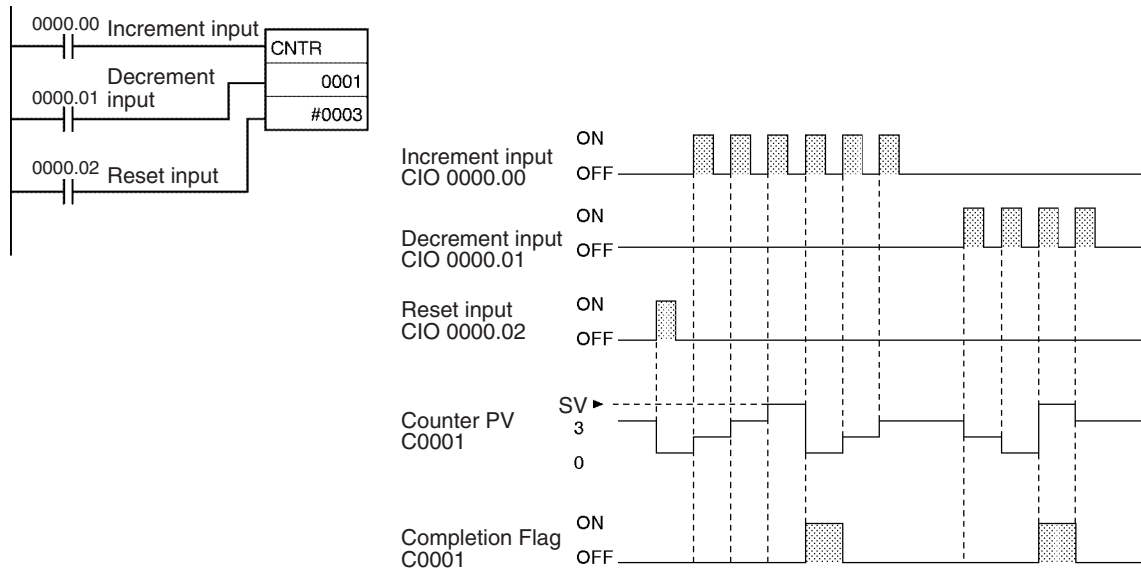 0000.00 Increment input
CNTR
0001
#0003
Decrement
0000.01 input
0000.02 Reset input
Increment input
CIO 0000.00
ON
OFF
Decrement input
CIO 0000.01
ON
OFF
Reset input
CIO 0000.02
ON
OFF
Counter PV
C0001
SV
3
0
Completion Flag
C0001
ON
OFF